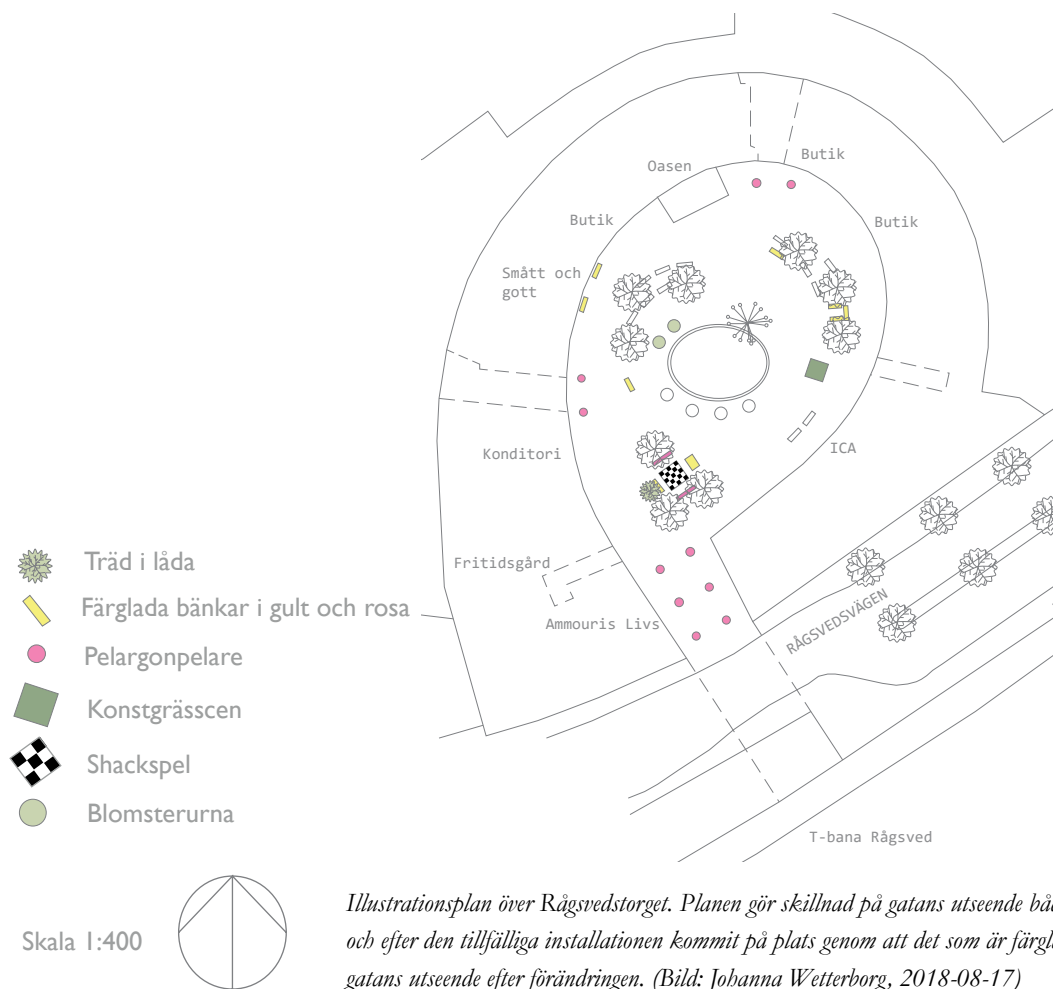 Butik
Oasen
Butik
Butik
Smått och
gott
Konditori
ICA
Fritidsgård
Ammouris Livs
RÅGSVEDSVÄGEN
T-bana Rågsved
Träd i låda
Färglada bänkar i gult och rosa
Pelargonpelare
Konstgrässcen
Shackspel
Blomsterurna
Skala 1:400
Illustrationsplan över Rågsvedstorget. Planen gör skillnad på gatans utseende
och efter den tillfälliga installationen kommit på plats genom att det som är
gatans utseende efter förändringen. (Bild: Johanna Wetterborg, 2018-08-17)